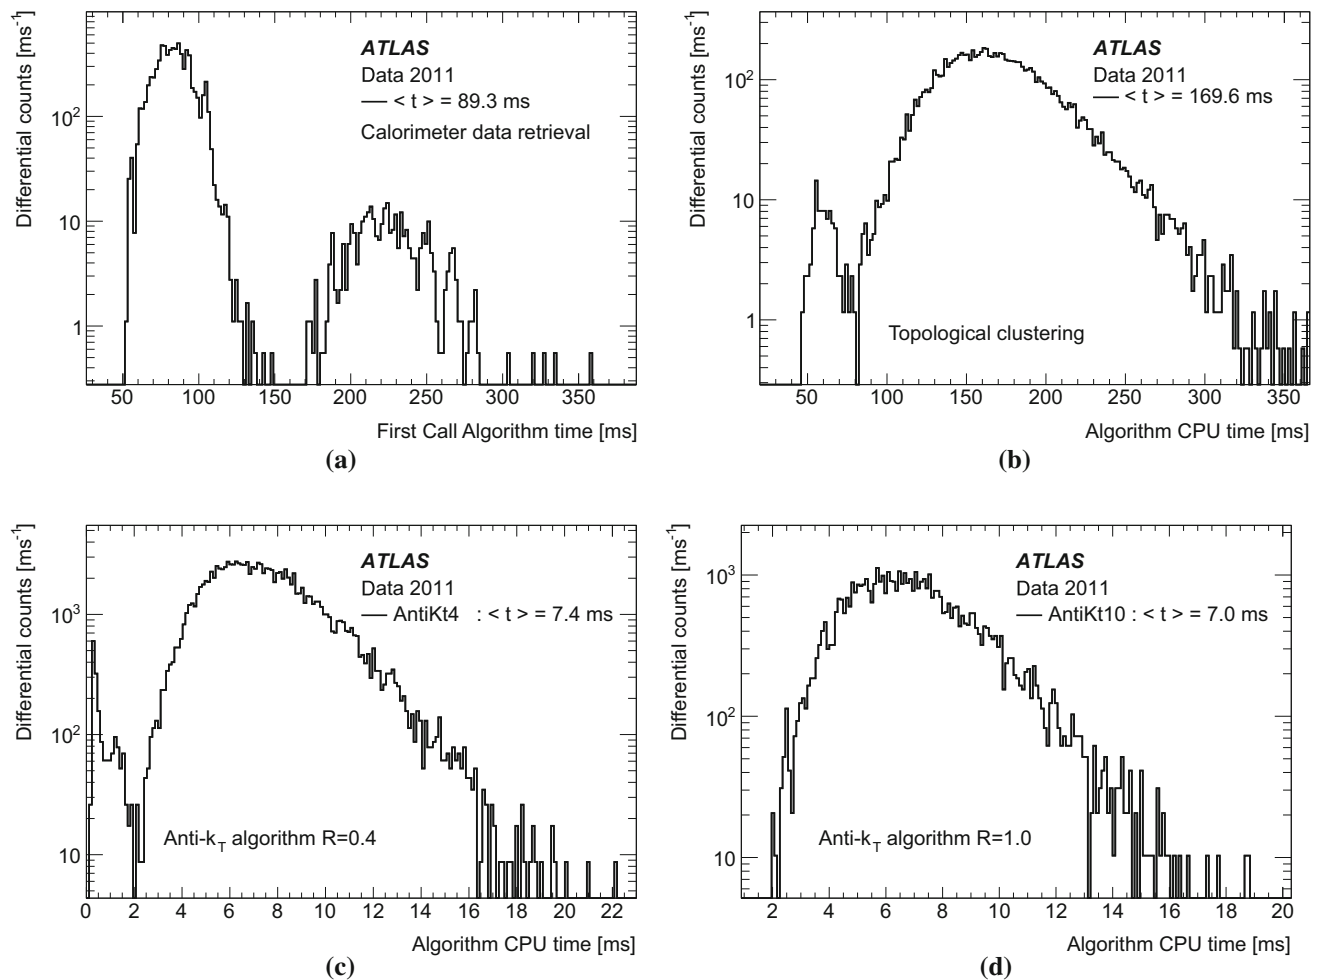 Differential counts [ms⁻¹]
10²
10
1
ATLAS
Data 2011
< t > = 89.3 ms
Calorimeter data retrieval
50 100 150 200 250 300 350
First Call Algorithm time [ms]
(a)
Differential counts [ms⁻¹]
10²
10
1
ATLAS
Data 2011
< t > = 169.6 ms
Topological clustering
50 100 150 200 250 300 350
Algorithm CPU time [ms]
(b)
Differential counts [ms⁻¹]
10³
10²
10
ATLAS
Data 2011
AntiKt4 : < t > = 7.4 ms
Anti-k_T algorithm R=0.4
0 2 4 6 8 10 12 14 16 18 20 22
Algorithm CPU time [ms]
(c)
Differential counts [ms⁻¹]
10³
10²
10
ATLAS
Data 2011
AntiKt10 : < t > = 7.0 ms
Anti-k_T algorithm R=1.0
2 4 6 8 10 12 14 16 18 20
Algorithm CPU time [ms]
(d)